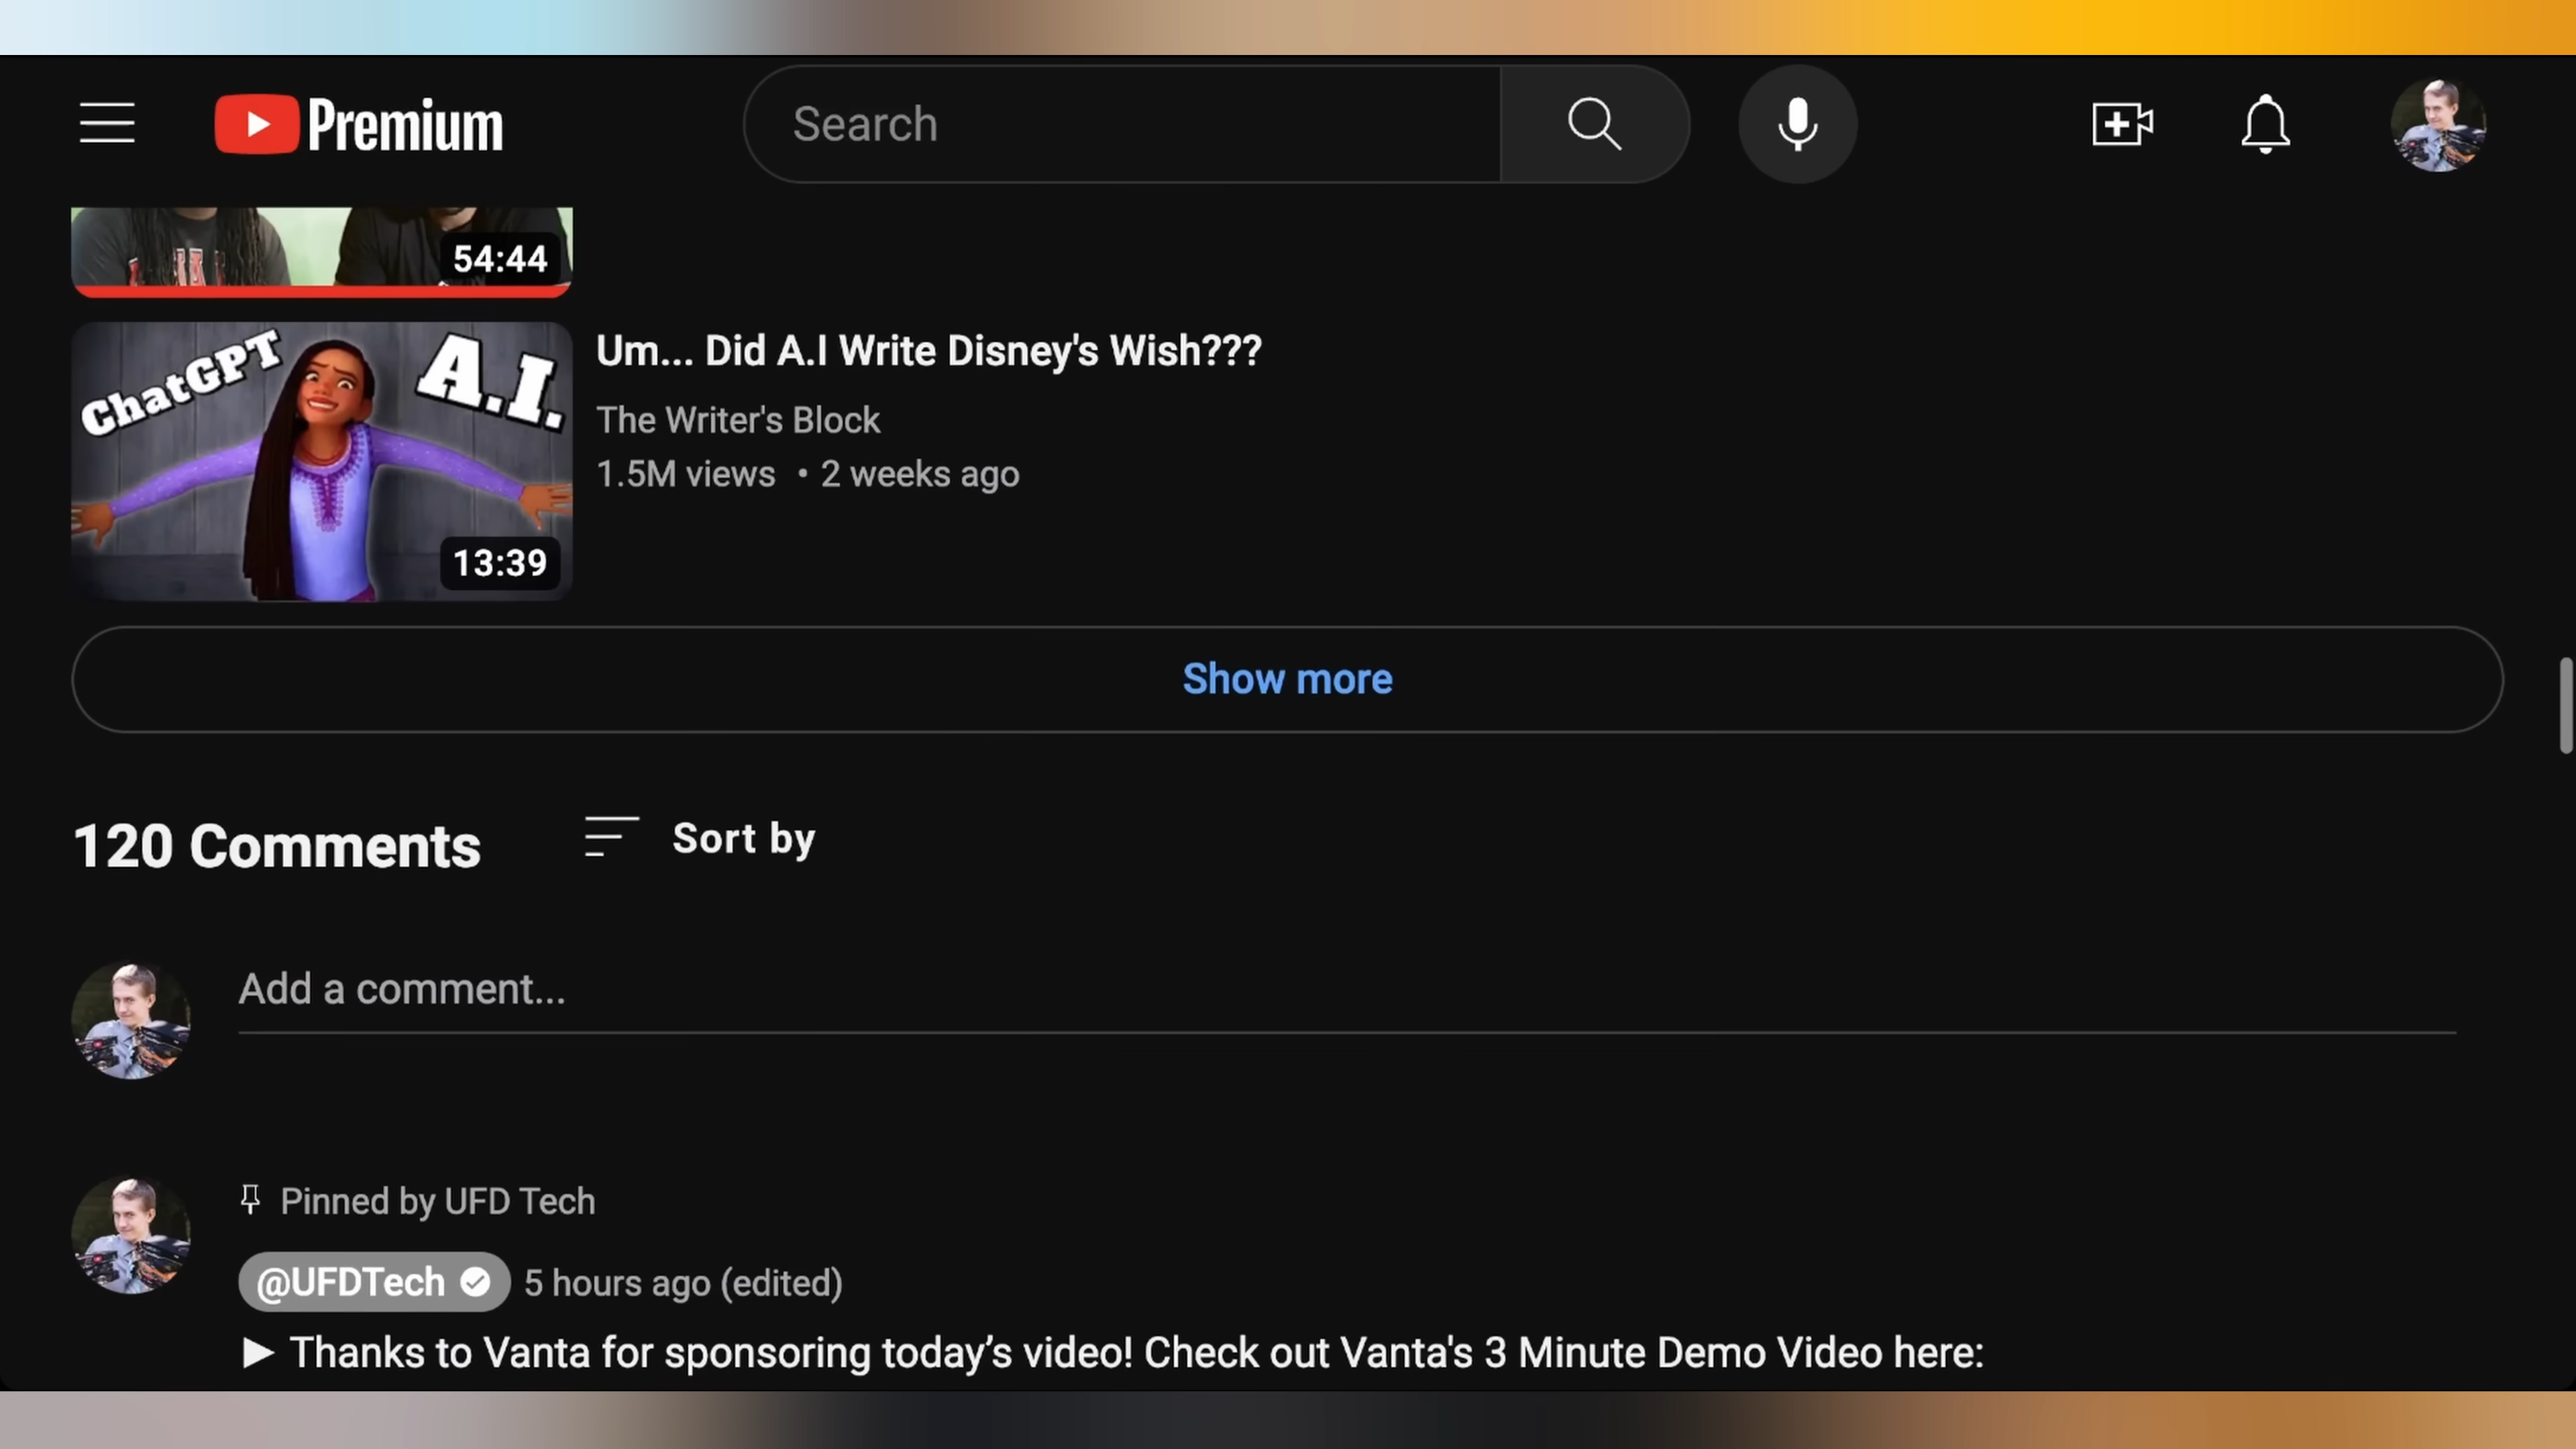 Premium
Search
54:44
ChatGPT
A.I.
13:39
Um... Did A.I Write Disney's Wish???
The Writer's Block
1.5M views • 2 weeks ago
Show more
120 Comments
Sort by
Add a comment...
Pinned by UFD Tech
@UFDTech
5 hours ago (edited)
► Thanks to Vanta for sponsoring today’s video! Check out Vanta's 3 Minute Demo Video here: